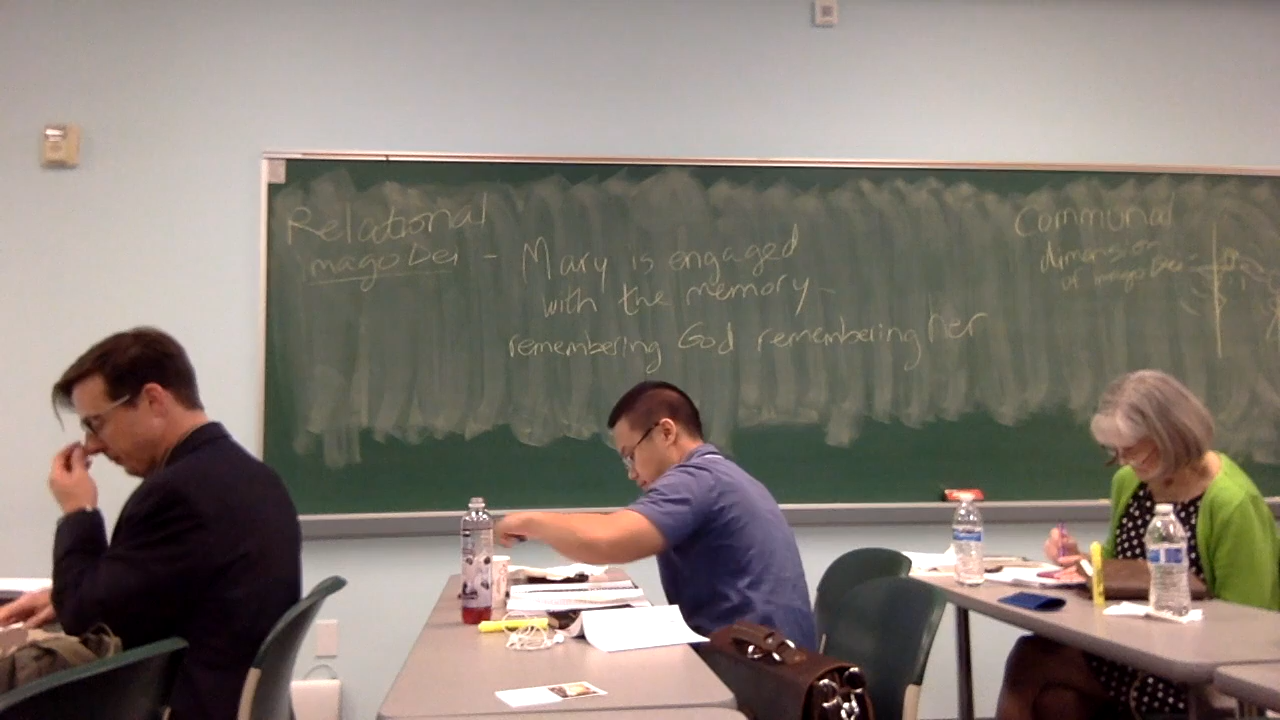 Relational
Imago Dei - Mary is engaged
with the memory -
remembering God remembering her
Communal
dimension
of imago Dei -